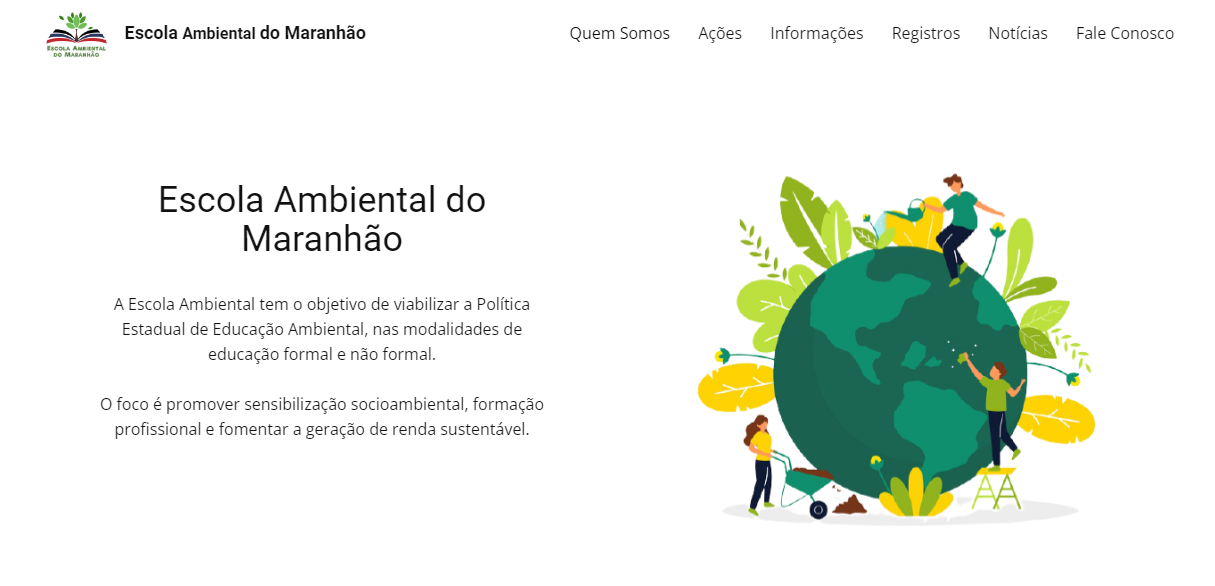 Escola Ambiental
do Maranhão
Escola Ambiental do Maranhão
Quem Somos Ações Informações Registros Notícias Fale Conosco
Escola Ambiental do
Maranhão
A Escola Ambiental tem o objetivo de viabilizar a Política
Estadual de Educação Ambiental, nas modalidades de
educação formal e não formal.
O foco é promover sensibilização socioambiental, formação
profissional e fomentar a geração de renda sustentável.